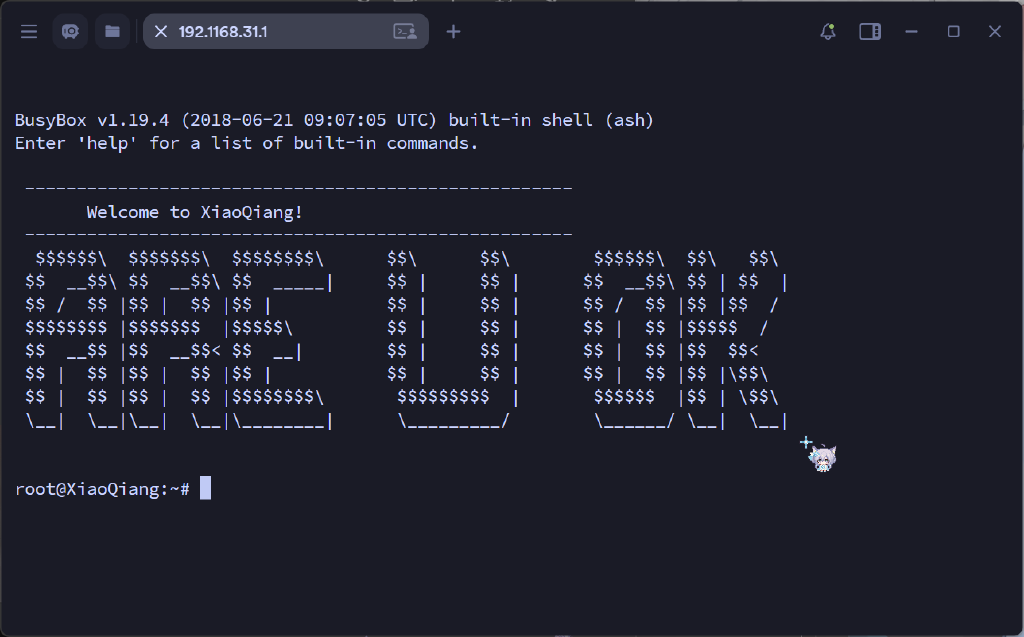 192.1168.31.1
BusyBox v1.19.4 (2018-06-21 09:07:05 UTC) built-in shell (ash)
Enter 'help' for a list of built-in commands.
 -----------------------------------------------------
       Welcome to XiaoQiang!
 -----------------------------------------------------
  $$$$$$\  $$$$$$$\  $$$$$$$$\      $$\      $$\        $$$$$$\  $$\   $$\
 $$  __$$\ $$  __$$\ $$  _____|     $$ |     $$ |      $$  __$$\ $$ | $$  |
 $$ /  $$ |$$ |  $$ |$$ |           $$ |     $$ |      $$ /  $$ |$$ |$$  /
 $$$$$$$$ |$$$$$$$  |$$$$$\         $$ |     $$ |      $$ |  $$ |$$$$$  /
 $$  __$$ |$$  __$$< $$  __|        $$ |     $$ |      $$ |  $$ |$$  $$<
 $$ |  $$ |$$ |  $$ |$$ |           $$ |     $$ |      $$ |  $$ |$$ |\$$\
 $$ |  $$ |$$ |  $$ |$$$$$$$$\       $$$$$$$$$  |       $$$$$$  |$$ | \$$\
 \__|  \__|\__|  \__|\________|      \_________/        \______/ \__|  \__|
root@XiaoQiang:~#